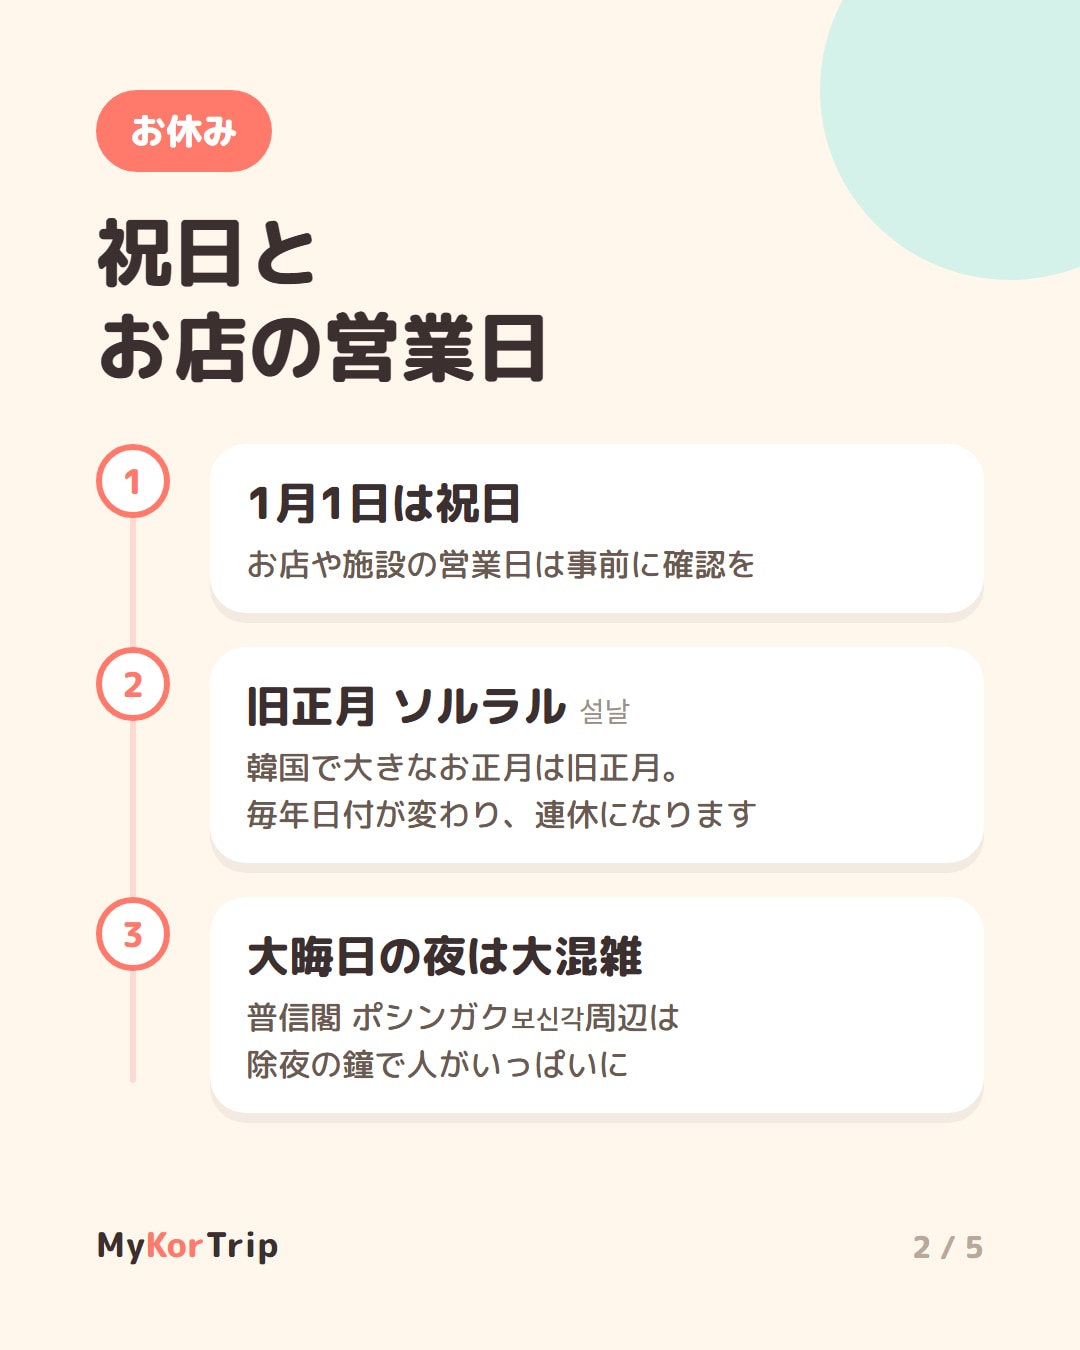 お休み
祝日と
お店の営業日
1
1月1日は祝日
お店や施設の営業日は事前に確認を
2
旧正月 ソルラル 설날
韓国で大きなお正月は旧正月。
毎年日付が変わり、連休になります
3
大晦日の夜は大混雑
普信閣 ポシンガク보신각周辺は
除夜の鐘で人がいっぱいに
MyKorTrip
2 / 5